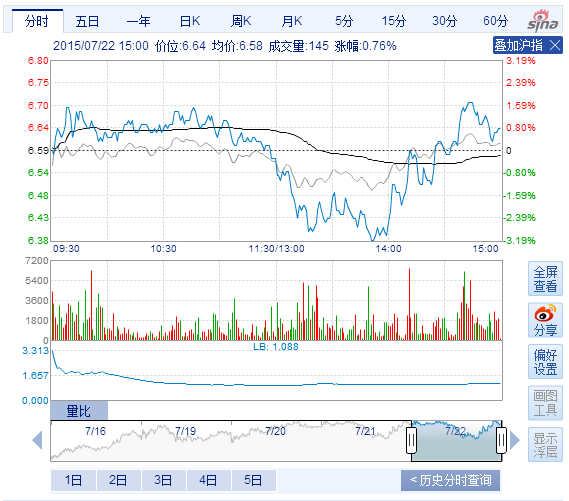 分时 五日 一年 日K 周K 月K 5分 15分 30分 60分 sina
2015/07/22 15:00 价位:6.64 均价:6.58 成交量:145 涨幅:0.76% 叠加沪指 X
6.80 3.19%
6.75 2.39%
6.70 1.59%
6.64 0.80%
6.59 0
6.54 -0.80%
6.48 -1.59%
6.43 -2.39%
6.38 -3.19%
09:30 10:30 11:30/13:00 14:00 15:00
7200
5400
3600
1800
0
全屏
查看
分享
偏好
设置
画图
工具
显示
浮层
LB: 1.088
3.313
1.657
0.000
量比
7/16 7/19 7/20 7/21 7/22
1日 2日 3日 4日 5日 < 历史分时查询